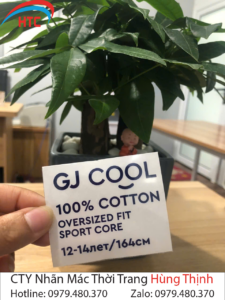 HTC
GJ COOL
100% COTTON
OVERSIZED FIT
SPORT CORE
12-14лет/164см
CTY Nhãn Mác Thời Trang Hùng Thịnh
Hotline: 0979.480.370 Zalo: 0979.480.370